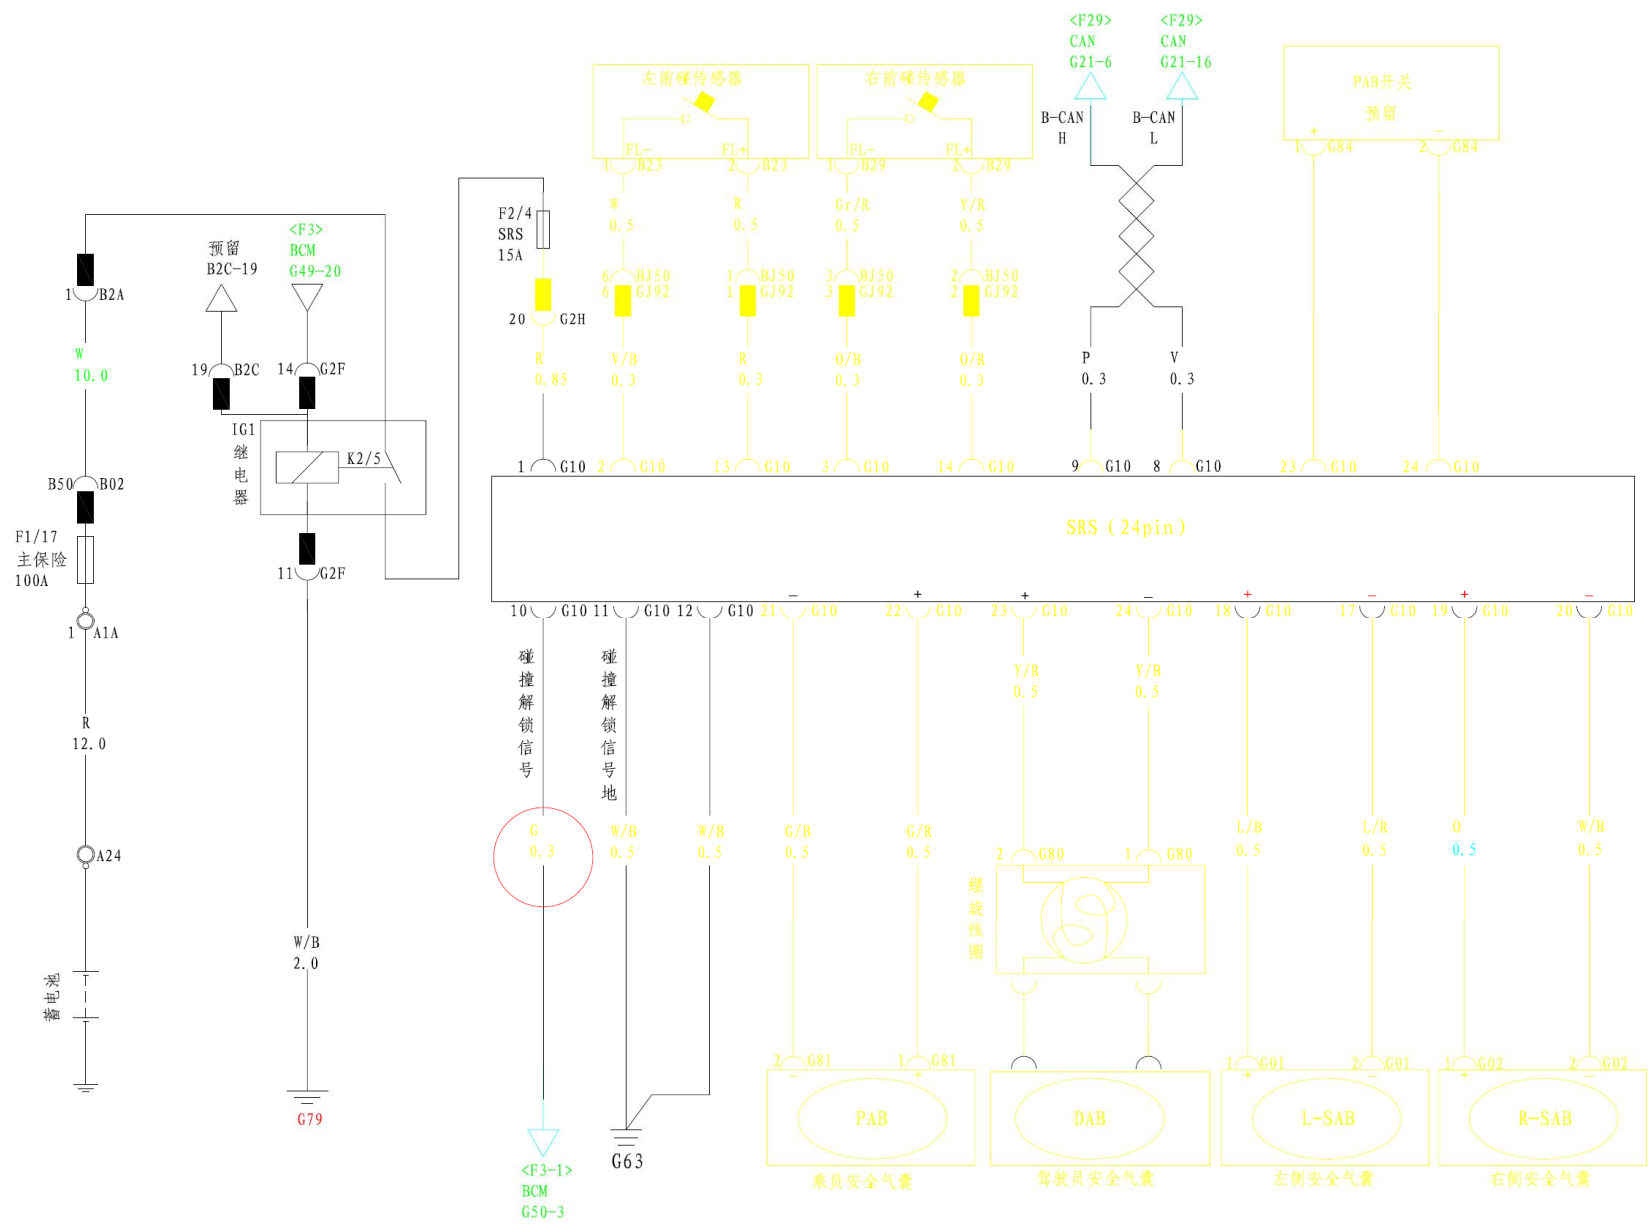 <F29>
CAN
G21-6
<F29>
CAN
G21-16
B-CAN
H
B-CAN
L
左前碰传感器
FL-
FL+
1 B23
2 B23
右前碰传感器
FL-
FL+
1 B29
2 B29
PAB开关
预留
+
-
1 G84
2 G84
W
0.5
R
0.5
Gr/R
0.5
Y/R
0.5
6 BJ50
6 GJ92
1 BJ50
1 GJ92
3 BJ50
3 GJ92
2 BJ50
2 GJ92
F2/4
SRS
15A
20 G2H
R
0.85
V/B
0.3
R
0.3
O/B
0.3
O/R
0.3
P
0.3
V
0.3
预留
B2C-19
<F3>
BCM
G49-20
1 B2A
W
10.0
19 B2C
14 G2F
IG1
继电器
K2/5
11 G2F
B50 B02
F1/17
主保险
100A
1 A1A
R
12.0
A24
蓄电池
W/B
2.0
G79
1 G10
2 G10
13 G10
3 G10
14 G10
9 G10
8 G10
23 G10
24 G10
SRS(24pin)
- + + - + - + -
10 G10
11 G10
12 G10
21 G10
22 G10
23 G10
24 G10
18 G10
17 G10
19 G10
20 G10
碰撞解锁信号
碰撞解锁信号地
Y/R
0.5
Y/B
0.5
G
0.3
W/B
0.5
W/B
0.5
G/B
0.5
G/R
0.5
L/B
0.5
L/R
0.5
O
0.5
W/B
0.5
2 G80
1 G80
螺旋线圈
2 G81
1 G81
1 G01
2 G01
1 G02
2 G02
- +
+ -
+ -
PAB
DAB
L-SAB
R-SAB
乘员安全气囊
驾驶员安全气囊
左侧安全气囊
右侧安全气囊
G63
<F3-1>
BCM
G50-3